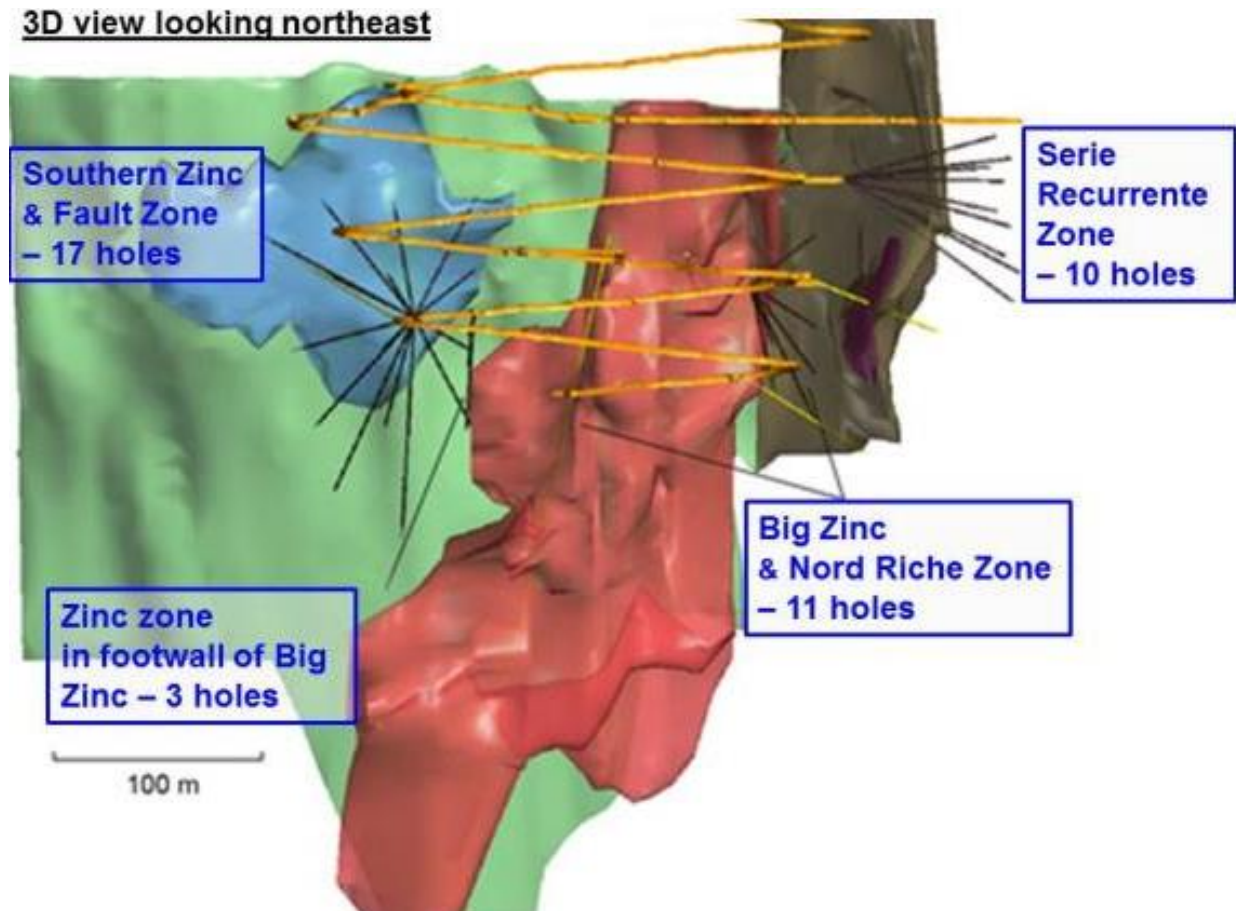 3D view looking northeast
Southern Zinc
& Fault Zone
– 17 holes
Serie
Recurrente
Zone
– 10 holes
Big Zinc
& Nord Riche Zone
– 11 holes
Zinc zone
in footwall of Big
Zinc – 3 holes
100 m